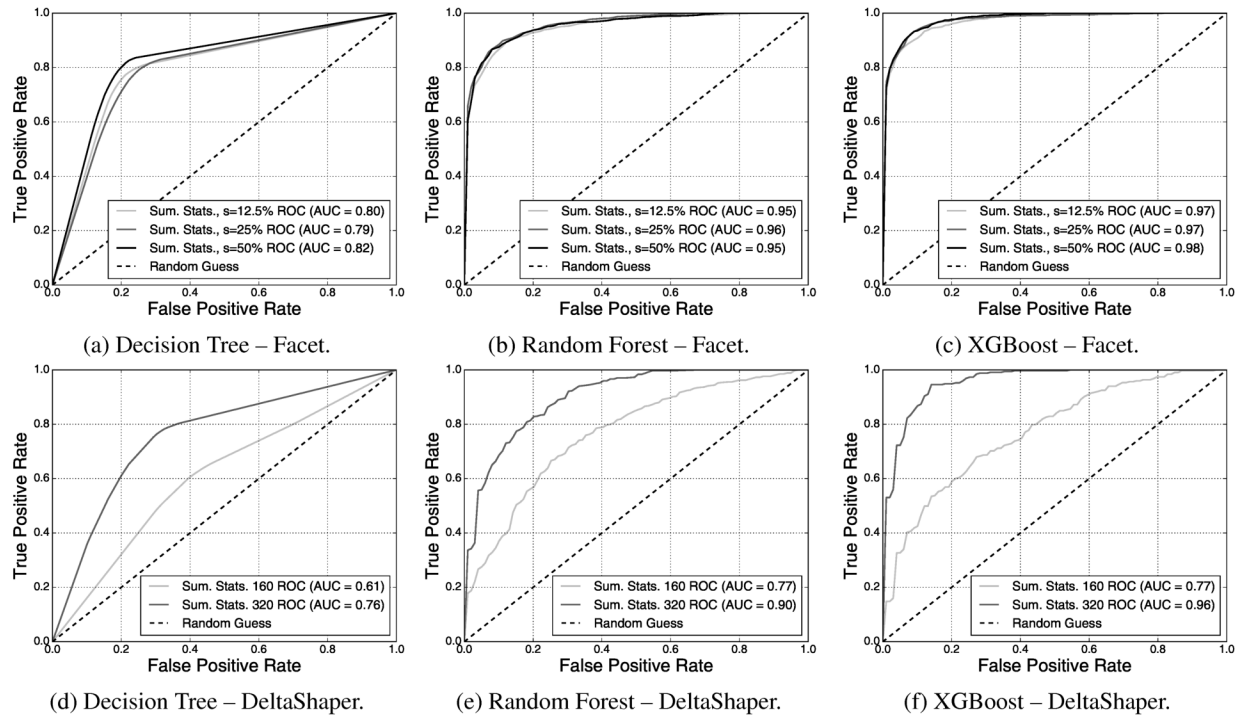 True Positive Rate
1.0
0.8
0.6
0.4
0.2
0.0
Sum. Stats., s=12.5% ROC (AUC = 0.80)
Sum. Stats., s=25% ROC (AUC = 0.79)
Sum. Stats., s=50% ROC (AUC = 0.82)
Random Guess
0.0 0.2 0.4 0.6 0.8 1.0
False Positive Rate
(a) Decision Tree – Facet.
True Positive Rate
1.0
0.8
0.6
0.4
0.2
0.0
Sum. Stats., s=12.5% ROC (AUC = 0.95)
Sum. Stats., s=25% ROC (AUC = 0.96)
Sum. Stats., s=50% ROC (AUC = 0.95)
Random Guess
0.0 0.2 0.4 0.6 0.8 1.0
False Positive Rate
(b) Random Forest – Facet.
True Positive Rate
1.0
0.8
0.6
0.4
0.2
0.0
Sum. Stats., s=12.5% ROC (AUC = 0.97)
Sum. Stats., s=25% ROC (AUC = 0.97)
Sum. Stats., s=50% ROC (AUC = 0.98)
Random Guess
0.0 0.2 0.4 0.6 0.8 1.0
False Positive Rate
(c) XGBoost – Facet.
True Positive Rate
1.0
0.8
0.6
0.4
0.2
0.0
Sum. Stats. 160 ROC (AUC = 0.61)
Sum. Stats. 320 ROC (AUC = 0.76)
Random Guess
0.0 0.2 0.4 0.6 0.8 1.0
False Positive Rate
(d) Decision Tree – DeltaShaper.
True Positive Rate
1.0
0.8
0.6
0.4
0.2
0.0
Sum. Stats. 160 ROC (AUC = 0.77)
Sum. Stats. 320 ROC (AUC = 0.90)
Random Guess
0.0 0.2 0.4 0.6 0.8 1.0
False Positive Rate
(e) Random Forest – DeltaShaper.
True Positive Rate
1.0
0.8
0.6
0.4
0.2
0.0
Sum. Stats. 160 ROC (AUC = 0.77)
Sum. Stats. 320 ROC (AUC = 0.96)
Random Guess
0.0 0.2 0.4 0.6 0.8 1.0
False Positive Rate
(f) XGBoost – DeltaShaper.